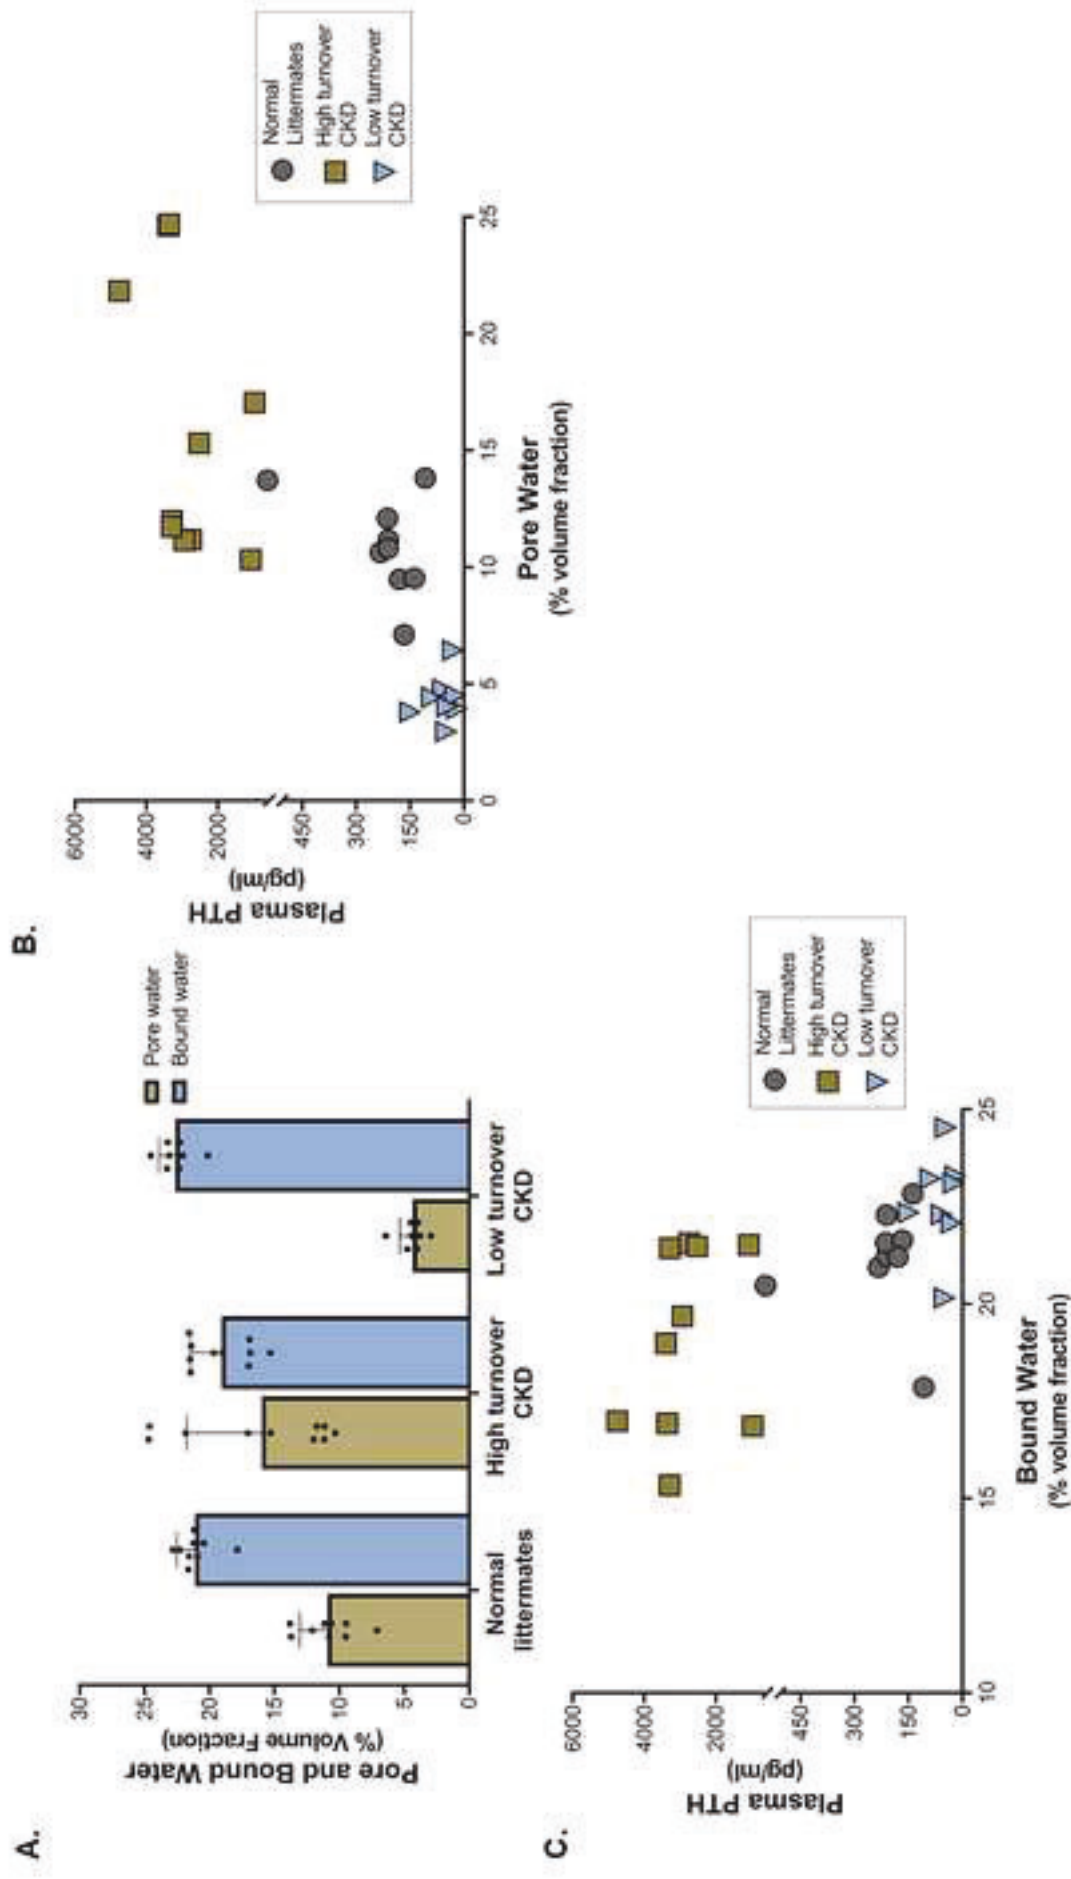 A.
Pore and Bound Water
(% Volume Fraction)
30
25
20
15
10
5
0
Normal
littermates
High turnover
CKD
Low turnover
CKD
Pore water
Bound water
B.
Plasma PTH
(pg/ml)
6000
4000
2000
450
300
150
0
0
5
10
15
20
25
Pore Water
(% volume fraction)
Normal
Littermates
High turnover
CKD
Low turnover
CKD
C.
Plasma PTH
(pg/ml)
6000
4000
2000
450
300
150
0
10
15
20
25
Bound Water
(% volume fraction)
Normal
Littermates
High turnover
CKD
Low turnover
CKD